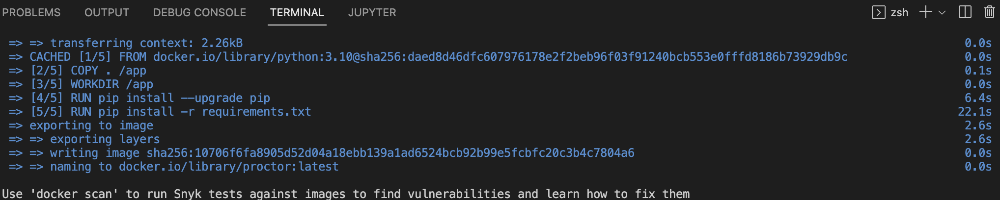 PROBLEMS OUTPUT DEBUG CONSOLE TERMINAL JUPYTER zsh
=> => transferring context: 2.26kB 0.0s
=> CACHED [1/5] FROM docker.io/library/python:3.10@sha256:daed8d46dfc607976178e2f2beb96f03f91240bcb553e0fffd8186b73929db9c 0.0s
=> [2/5] COPY . /app 0.1s
=> [3/5] WORKDIR /app 0.0s
=> [4/5] RUN pip install --upgrade pip 6.4s
=> [5/5] RUN pip install -r requirements.txt 22.1s
=> exporting to image 2.6s
=> => exporting layers 2.6s
=> => writing image sha256:10706f6fa8905d52d04a18ebb139a1ad6524bcb92b99e5fcbfc20c3b4c7804a6 0.0s
=> => naming to docker.io/library/proctor:latest 0.0s
Use 'docker scan' to run Snyk tests against images to find vulnerabilities and learn how to fix them